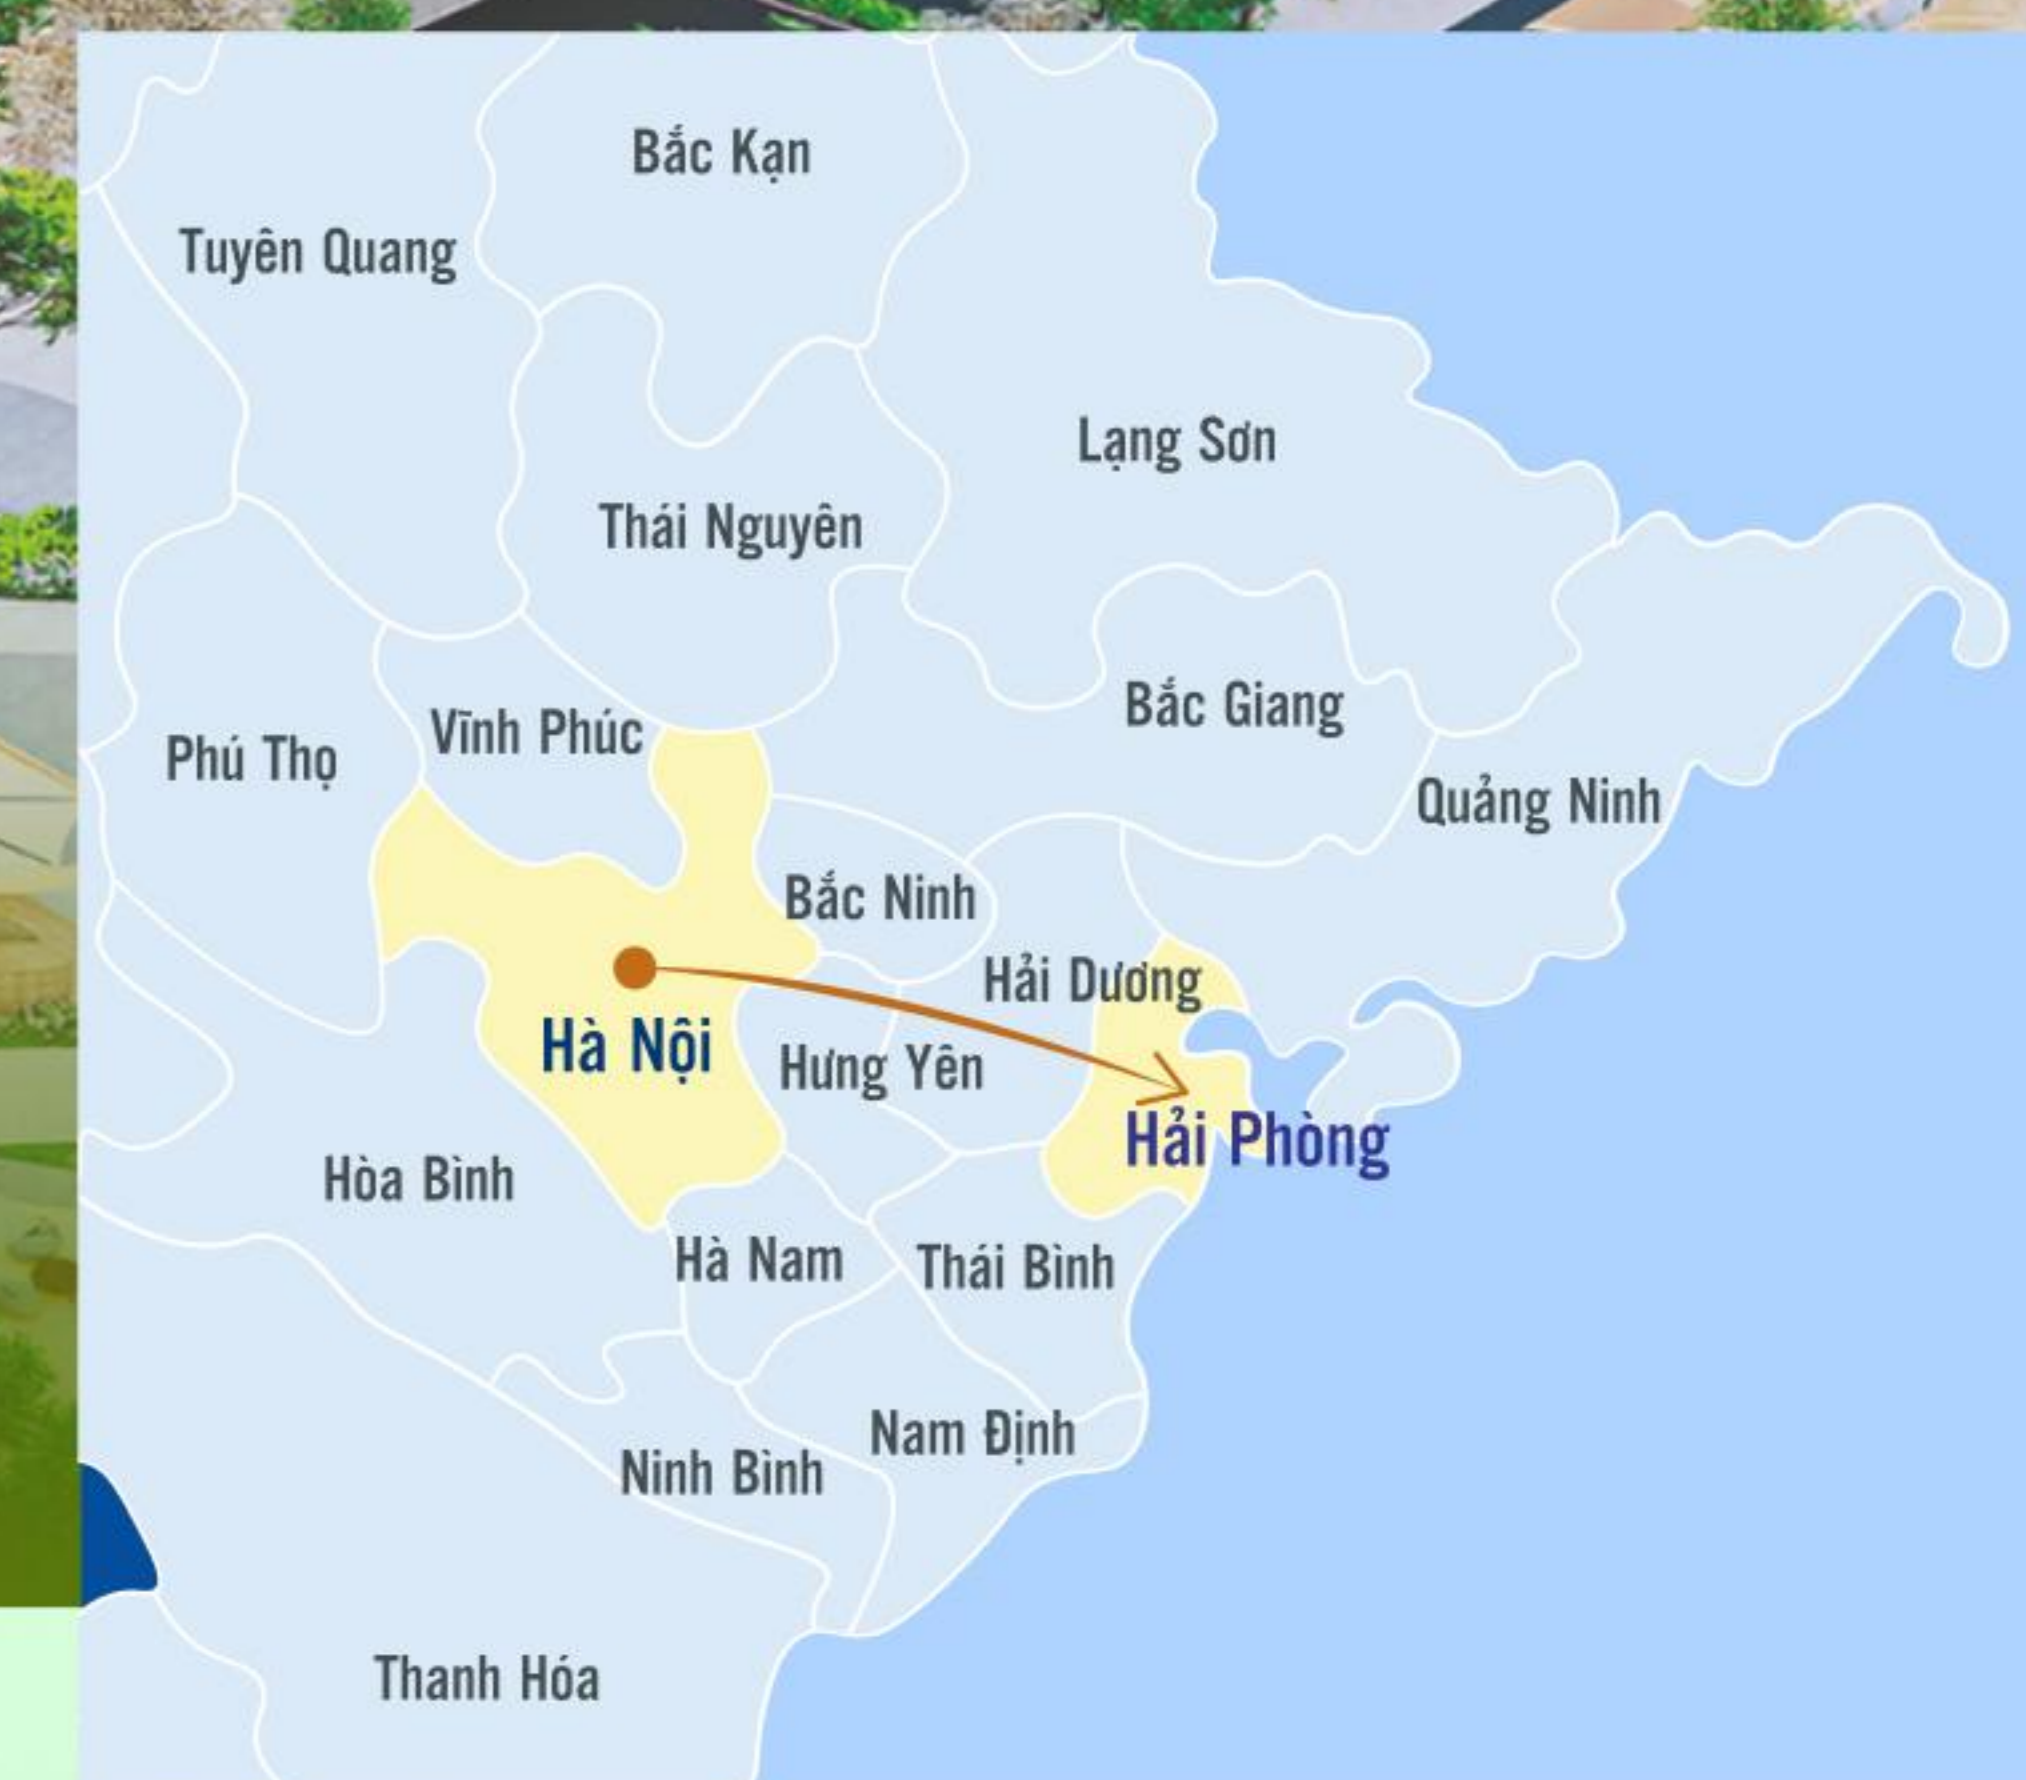 Bắc Kạn
Tuyên Quang
Lạng Sơn
Thái Nguyên
Bắc Giang
Vĩnh Phúc
Phú Thọ
Quảng Ninh
Bắc Ninh
Hải Dương
Hà Nội
Hưng Yên
Hải Phòng
Hòa Bình
Hà Nam
Thái Bình
Nam Định
Ninh Bình
Thanh Hóa